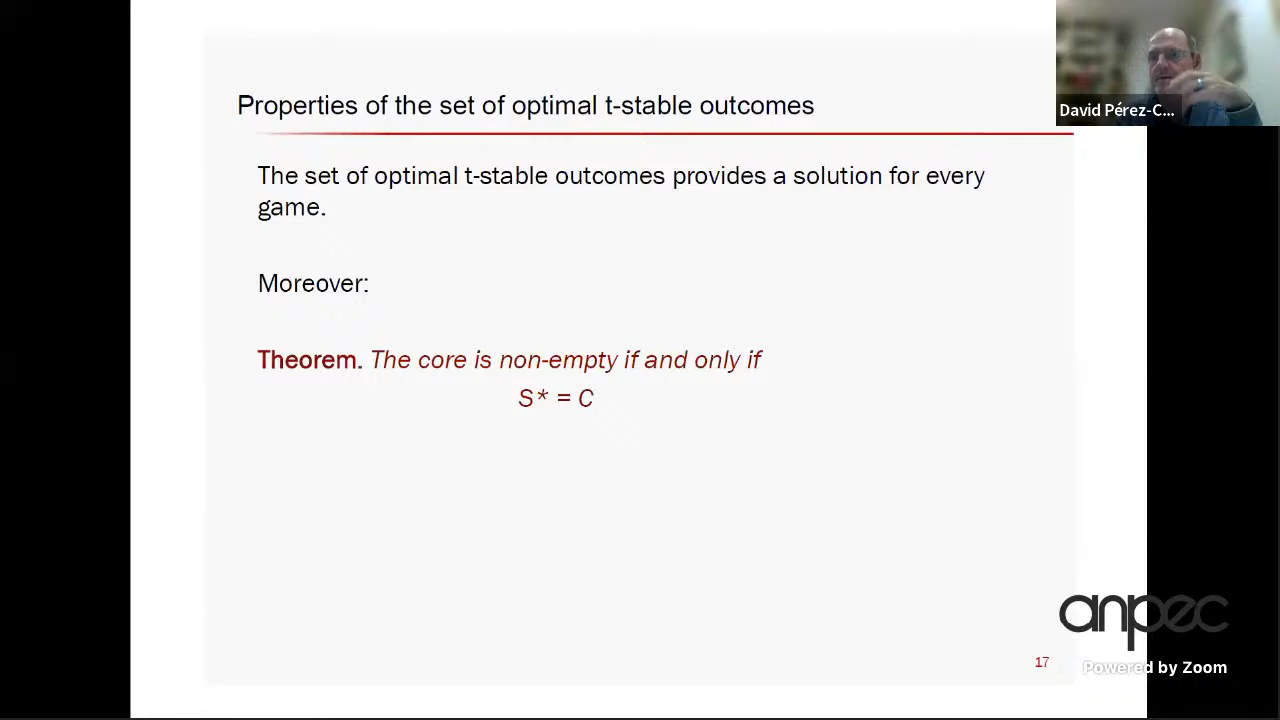 Properties of the set of optimal t-stable outcomes
David Pérez-C...
The set of optimal t-stable outcomes provides a solution for every
game.
Moreover:
Theorem. The core is non-empty if and only if
S* = C
anpec
17
Powered by Zoom